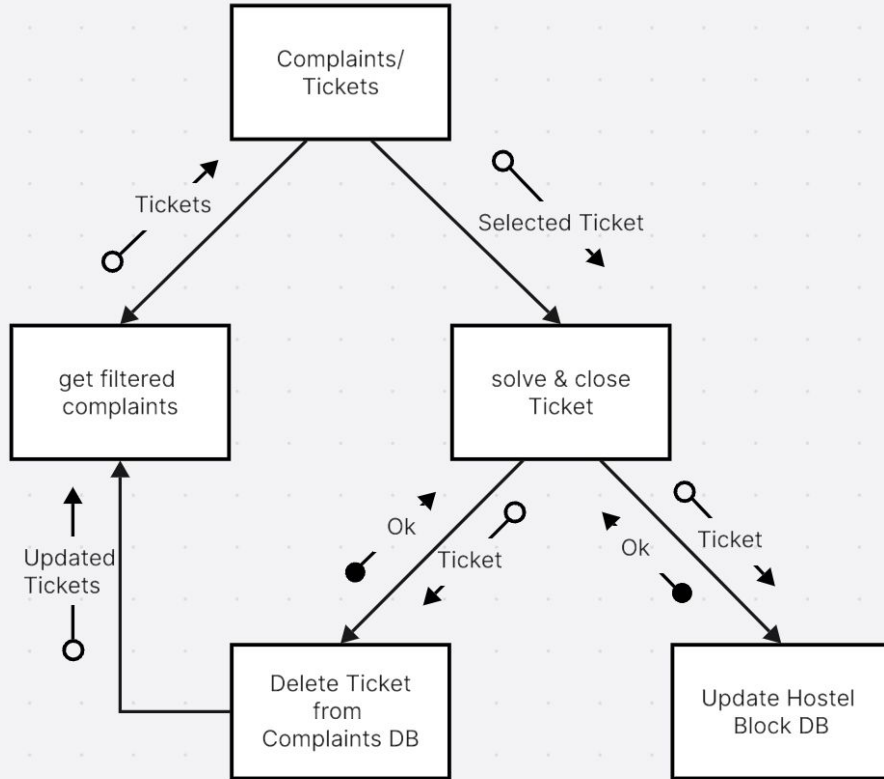 Complaints/
Tickets
Tickets
Selected Ticket
get filtered
complaints
solve & close
Ticket
Ok
Ticket
Ok
Ticket
Updated
Tickets
Delete Ticket
from
Complaints DB
Update Hostel
Block DB